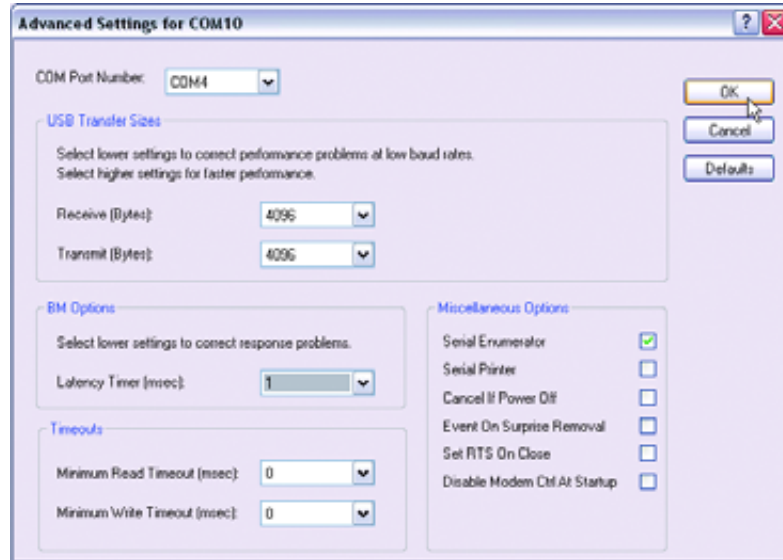 Advanced Settings for COM10
COM Port Number: COM4
OK
Cancel
Defaults
USB Transfer Sizes
Select lower settings to correct performance problems at low baud rates.
Select higher settings for faster performance.
Receive (Bytes): 4096
Transmit (Bytes): 4096
BM Options
Select lower settings to correct response problems.
Latency Timer (msec): 1
Timeouts
Minimum Read Timeout (msec): 0
Minimum Write Timeout (msec): 0
Miscellaneous Options
Serial Enumerator
Serial Printer
Cancel If Power Off
Event On Surprise Removal
Set RTS On Close
Disable Modem Ctrl At Startup